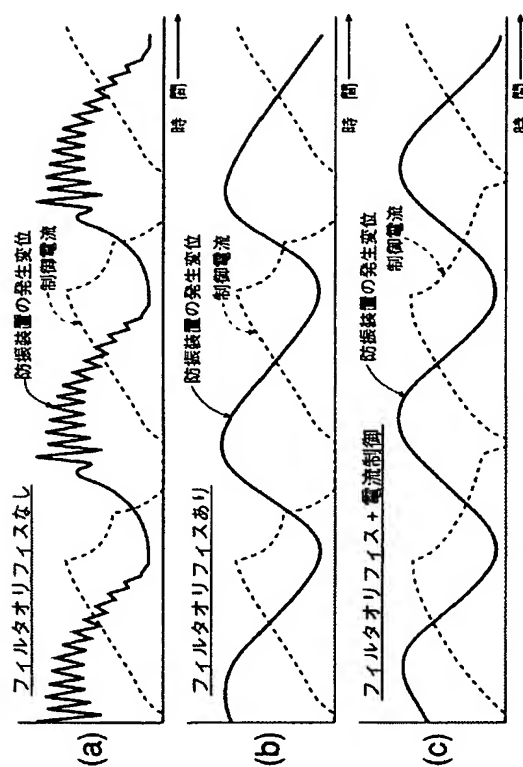 (a)
フィルタオリフィスなし
防振装置の発生変位
制御電流
時間
(b)
フィルタオリフィスあり
防振装置の発生変位
制御電流
時間
(c)
フィルタオリフィス+電流制御
防振装置の発生変位
制御電流
時間